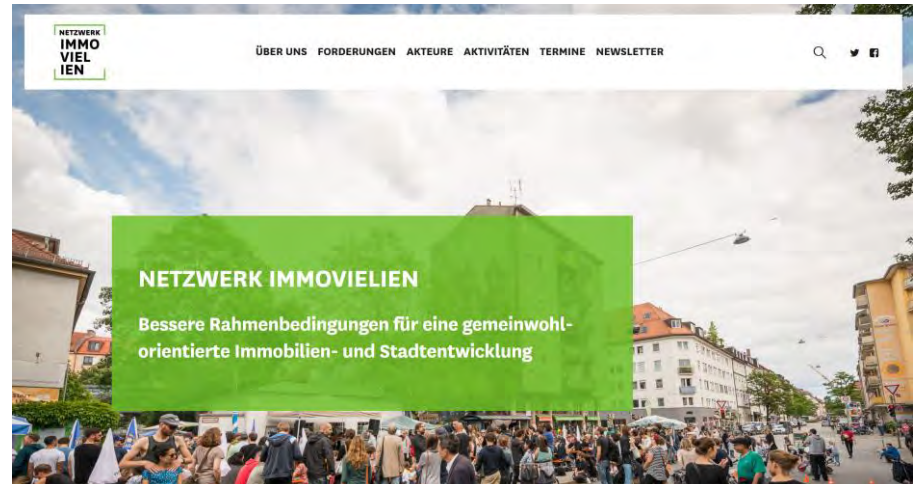 NETZWERK
IMMO
VIEL
IEN
ÜBER UNS FORDERUNGEN AKTEURE AKTIVITÄTEN TERMINE NEWSLETTER
NETZWERK IMMOVIELIEN
Bessere Rahmenbedingungen für eine gemeinwohl-
orientierte Immobilien- und Stadtentwicklung